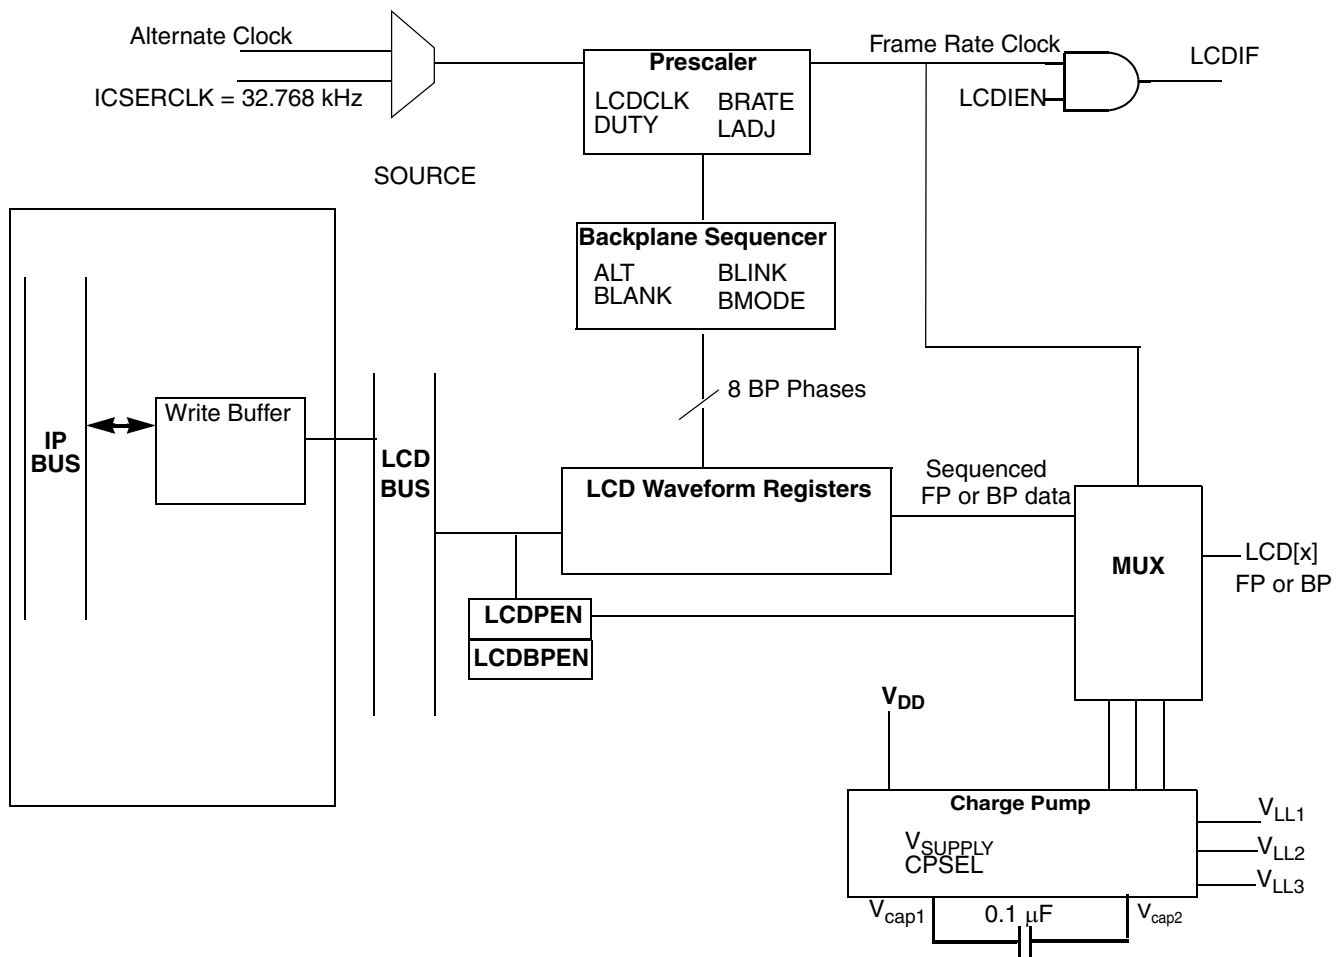 Alternate Clock
ICSERCLK = 32.768 kHz
SOURCE
Prescaler
LCDCLK BRATE
DUTY LADJ
Frame Rate Clock
LCDIEN
LCDIF
Backplane Sequencer
ALT BLINK
BLANK BMODE
8 BP Phases
IP
BUS
Write Buffer
LCD
BUS
LCD Waveform Registers
Sequenced
FP or BP data
MUX
LCD[x]
FP or BP
LCDPEN
LCDBPEN
VDD
Charge Pump
VSUPPLY
CPSEL
VLL1
VLL2
VLL3
Vcap1
0.1 μF
Vcap2